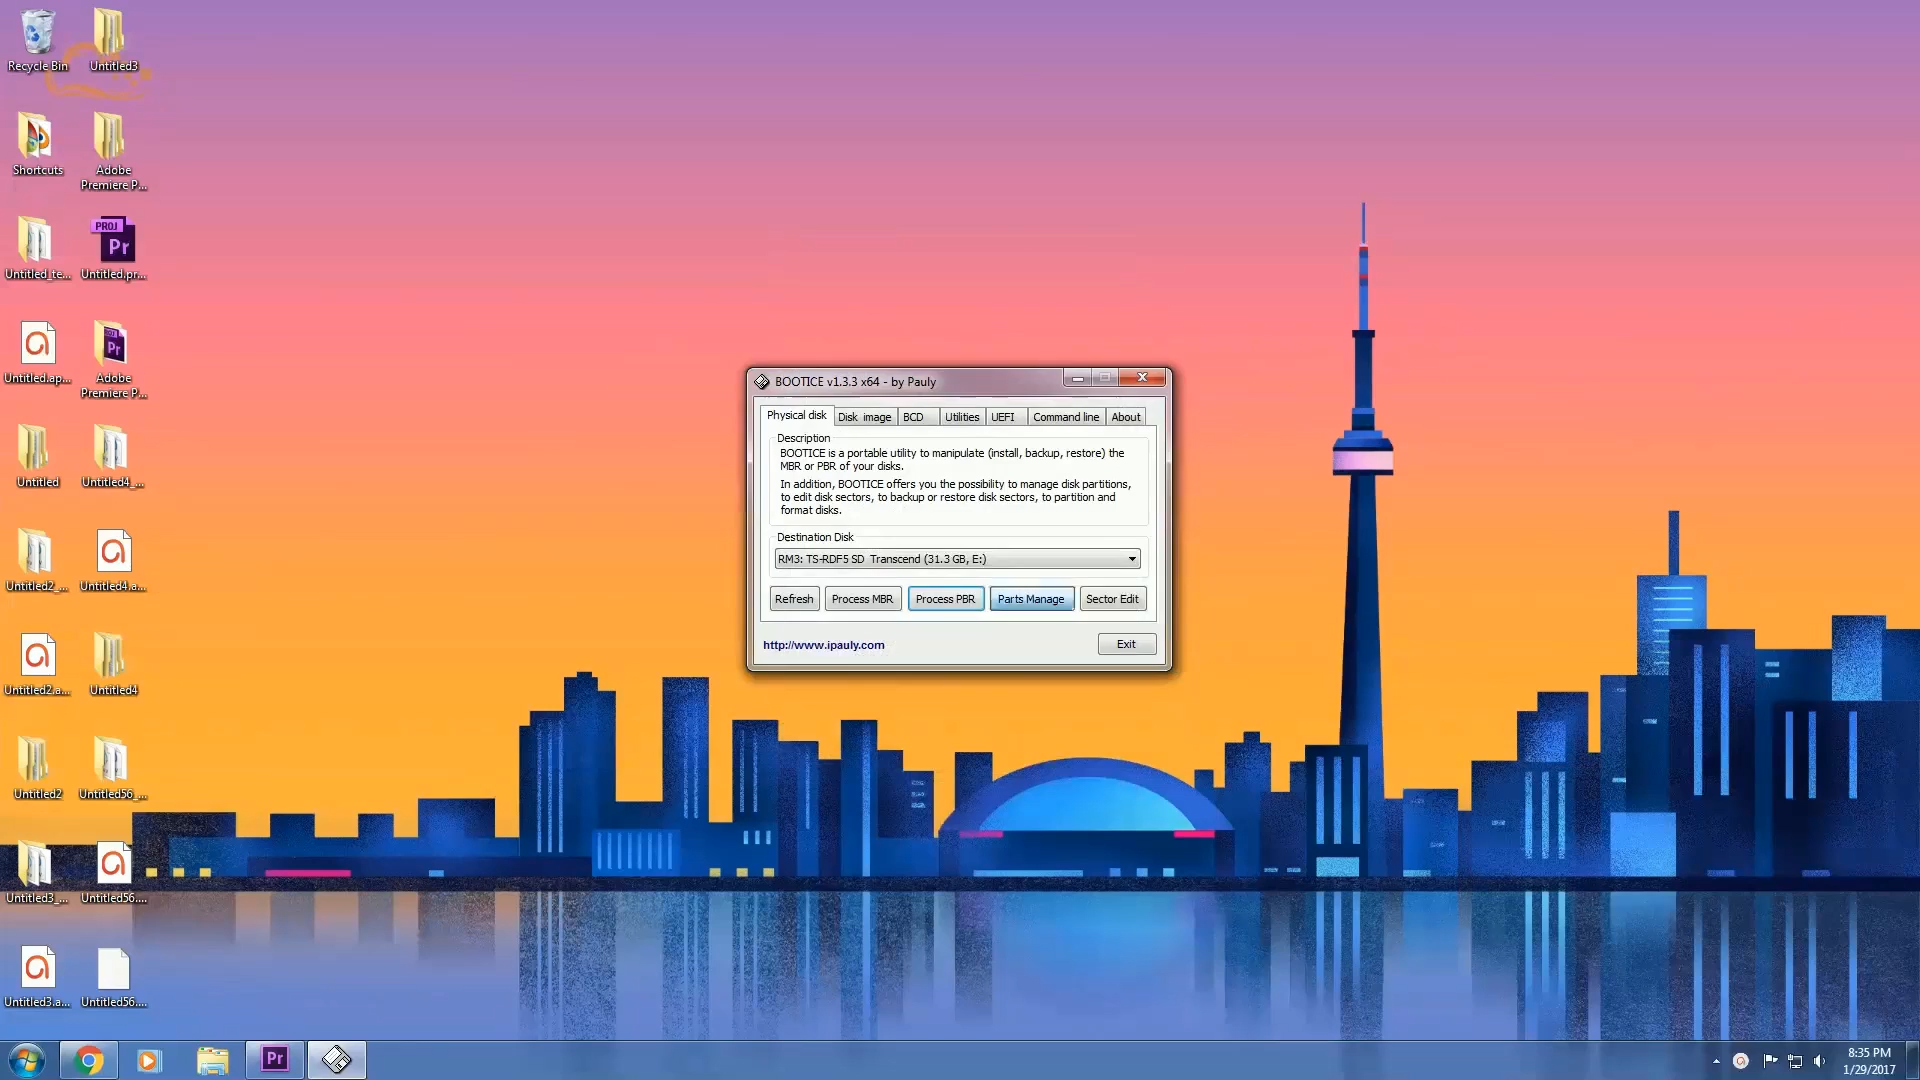 Recycle Bin
Untitled3
Shortcuts
Adobe
Premiere P...
Untitled_te...
PROJ
Pr
Untitled.pr...
Untitled.ap...
Pr
Adobe
Premiere P...
Untitled
Untitled4_...
Untitled2_...
Untitled4.a...
Untitled2.a...
Untitled4
Untitled2
Untitled56_...
Untitled3_...
Untitled56....
Untitled3.a...
Untitled56....
BOOTICE v1.3.3 x64 - by Pauly
Physical disk
Disk image
BCD
Utilities
UEFI
Command line
About
Description
BOOTICE is a portable utility to manipulate (install, backup, restore) the
MBR or PBR of your disks.
In addition, BOOTICE offers you the possibility to manage disk partitions,
to edit disk sectors, to backup or restore disk sectors, to partition and
format disks.
Destination Disk
RM3: TS-RDF5 SD Transcend (31.3 GB, E:)
Refresh
Process MBR
Process PBR
Parts Manage
Sector Edit
http://www.ipauly.com
Exit
Pr
8:35 PM
1/29/2017